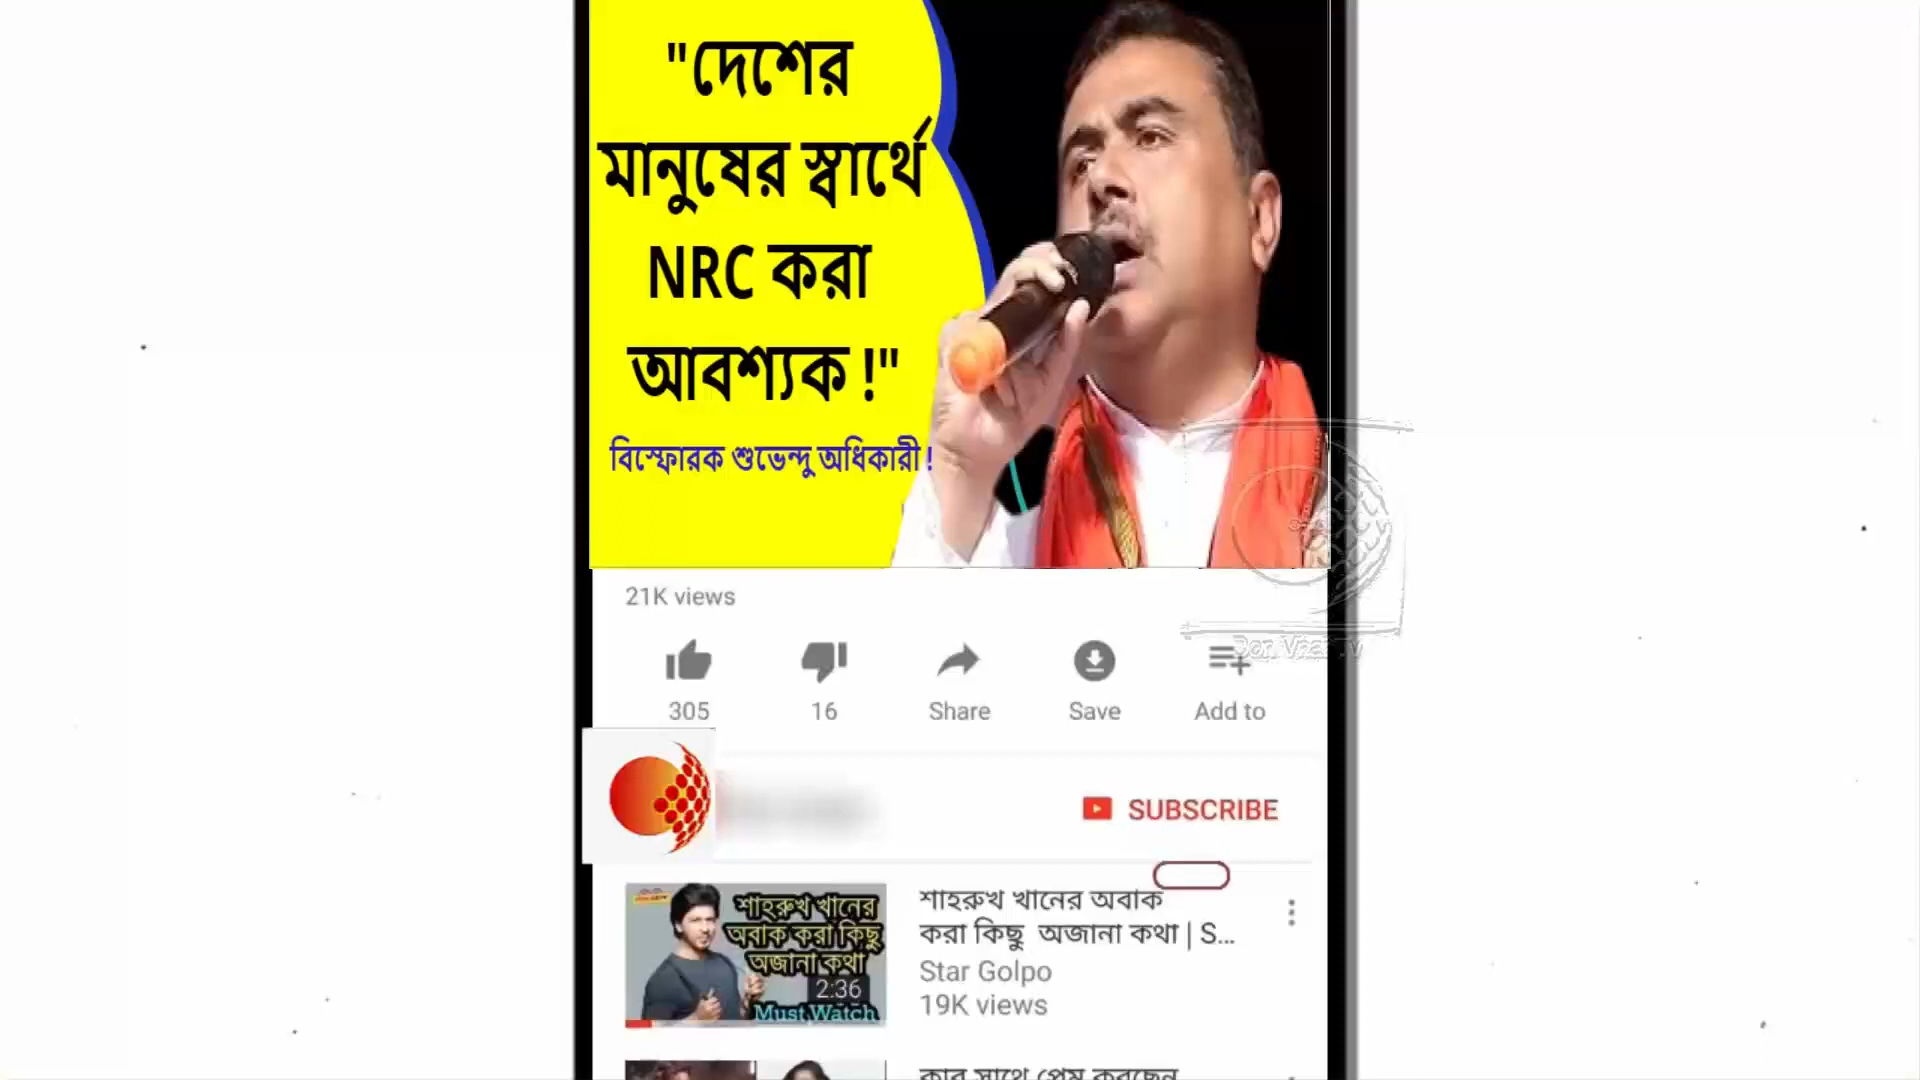 "দেশের
মানুষের স্বার্থে
NRC করা
আবশ্যক !"
বিস্ফোরক শুভেন্দু অধিকারী !
21K views
305
16
Share
Save
Add to
SUBSCRIBE
শাহরুখ খানের
অবাক করা কিছু
অজানা কথা
2:36
Must Watch
শাহরুখ খানের অবাক
করা কিছু অজানা কথা | S...
Star Golpo
19K views
কার সাথে প্রেম করছেন